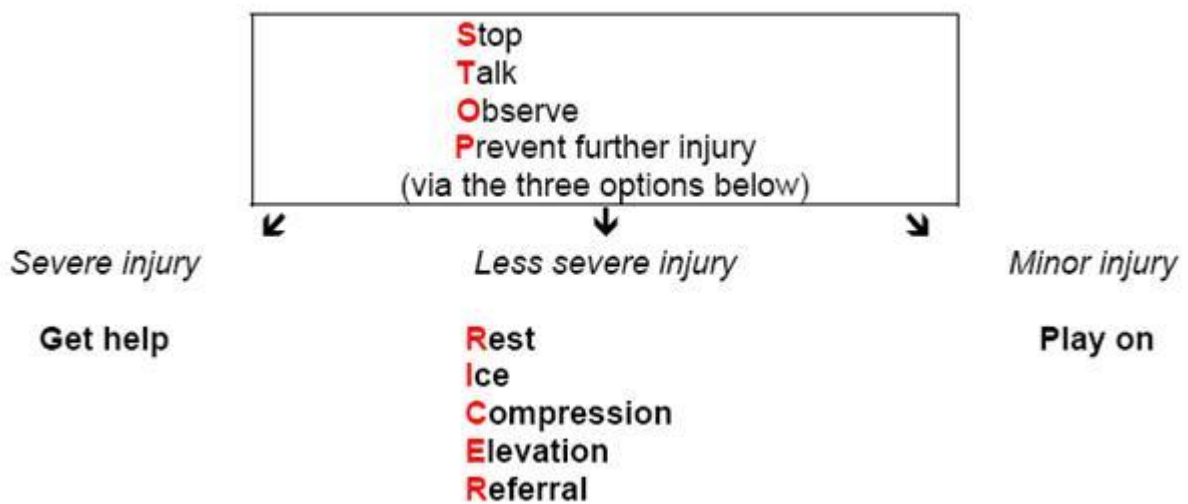 Stop
Talk
Observe
Prevent further injury
(via the three options below)
Severe injury
Less severe injury
Minor injury
Get help
Rest
Ice
Compression
Elevation
Referral
Play on